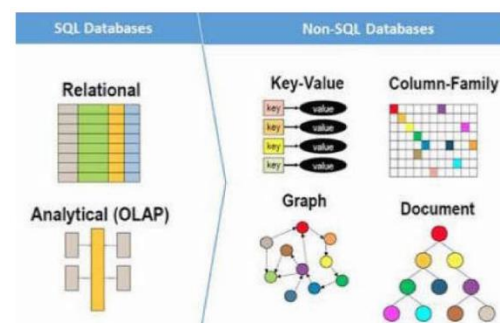 SQL Databases
Non-SQL Databases
Relational
Analytical (OLAP)
Key-Value
key value
key value
key value
key value
Column-Family
Graph
Document